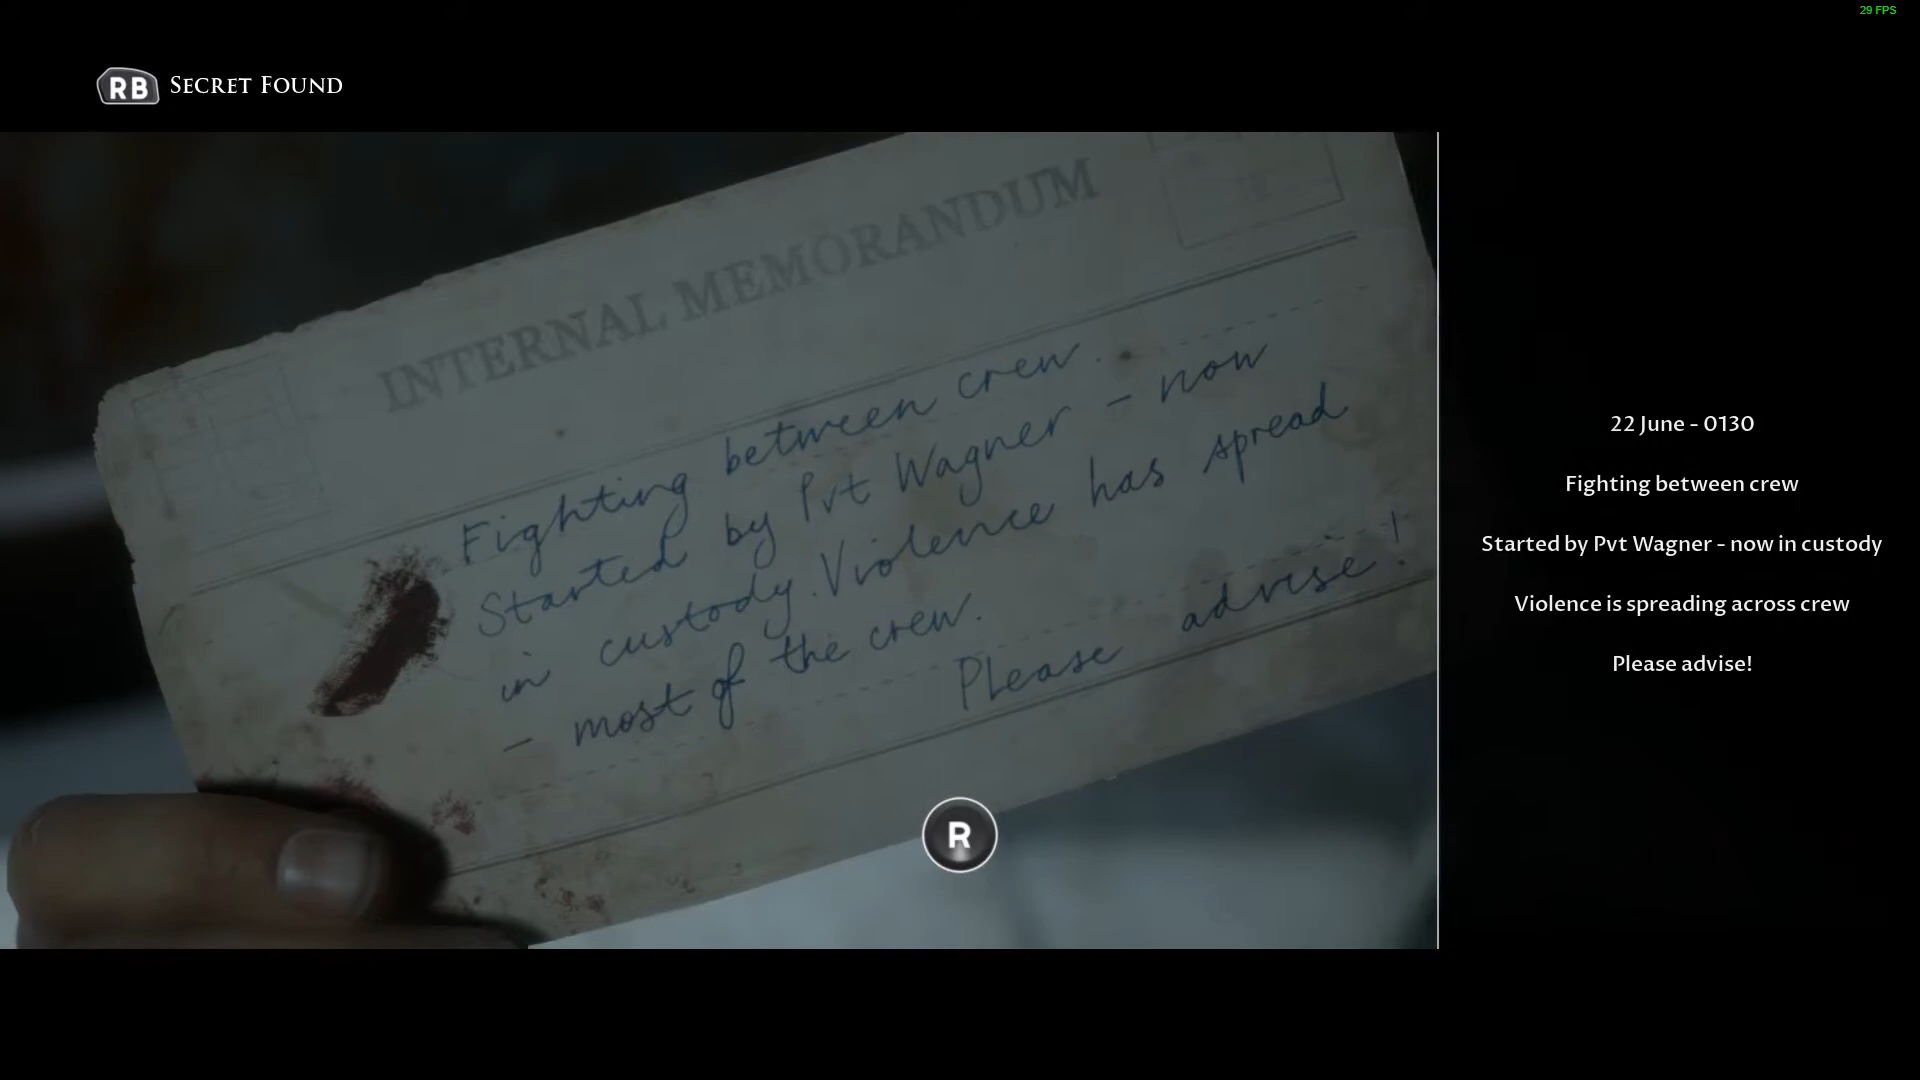 29 FPS
RB SECRET FOUND
INTERNAL MEMORANDUM
Fighting between crew.
Started by Pvt Wagner - now
in custody. Violence has spread
- most of the crew.
Please advise!
R
22 June - 0130
Fighting between crew
Started by Pvt Wagner - now in custody
Violence is spreading across crew
Please advise!